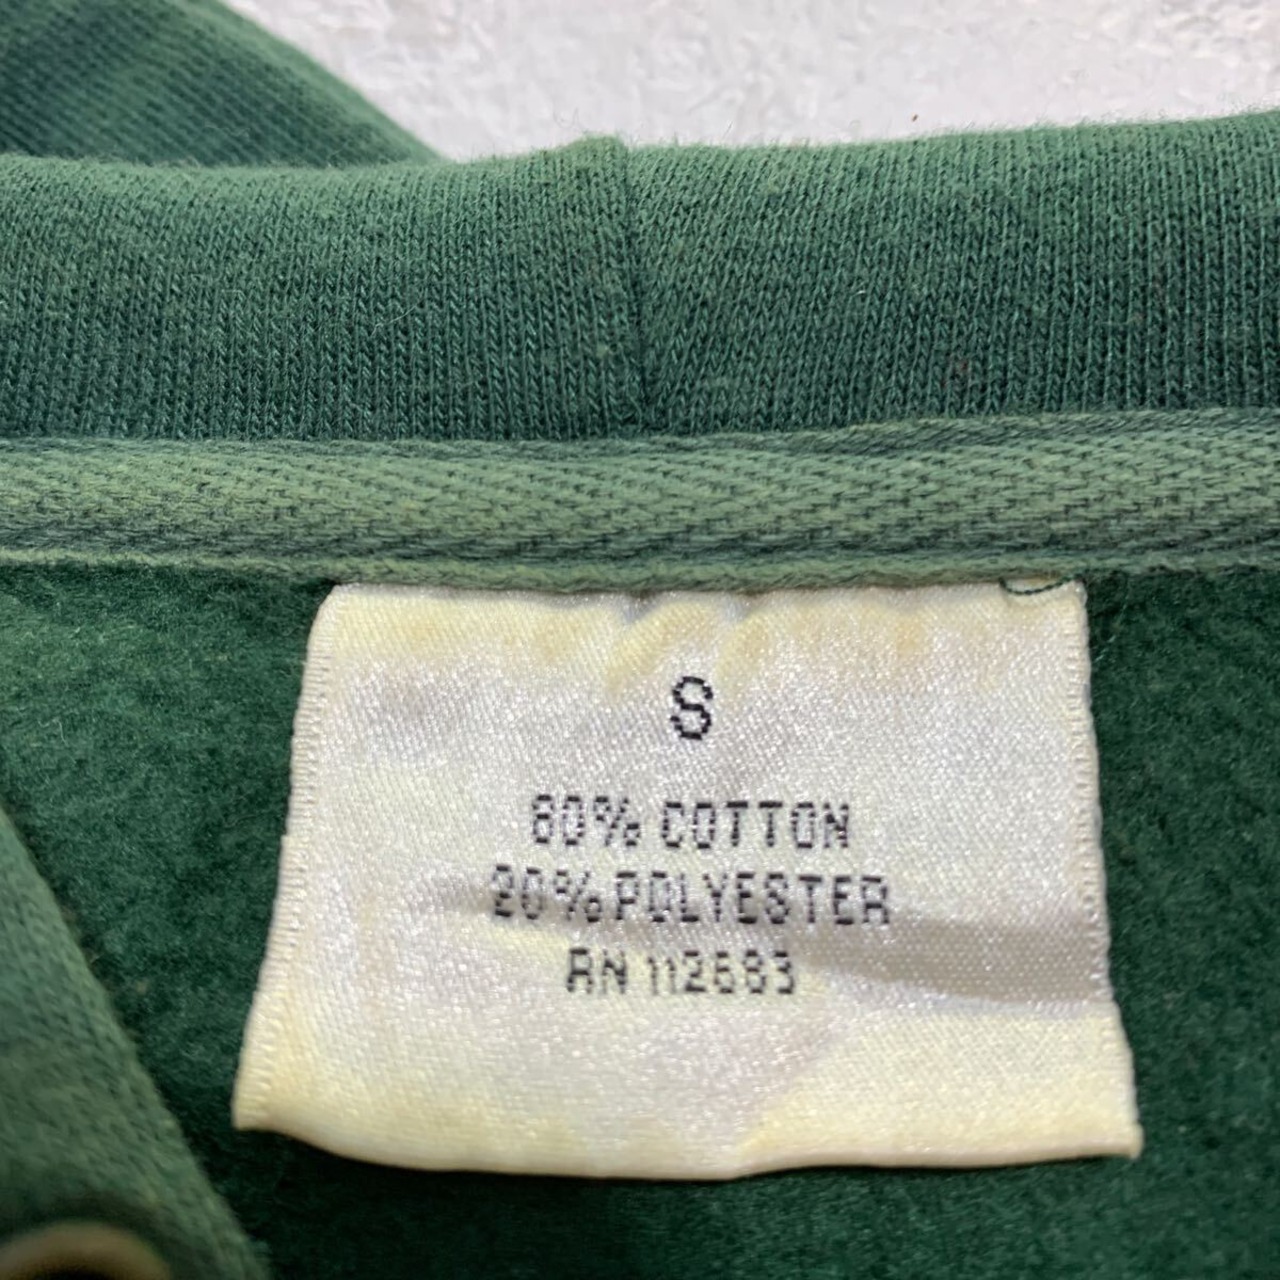 S
80% COTTON
20% POLYESTER
RN 112683